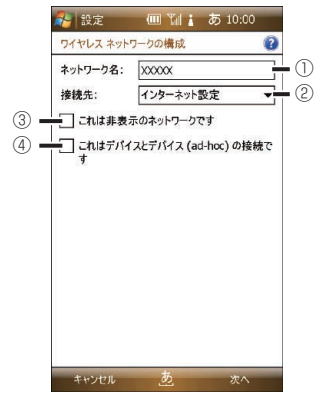 設定 あ 10:00
ワイヤレス ネットワークの構成 ?
ネットワーク名: XXXXX ①
接続先: インターネット設定 ②
③ これは非表示のネットワークです
④ これはデバイスとデバイス (ad-hoc) の接続で
す
キャンセル あ 次へ